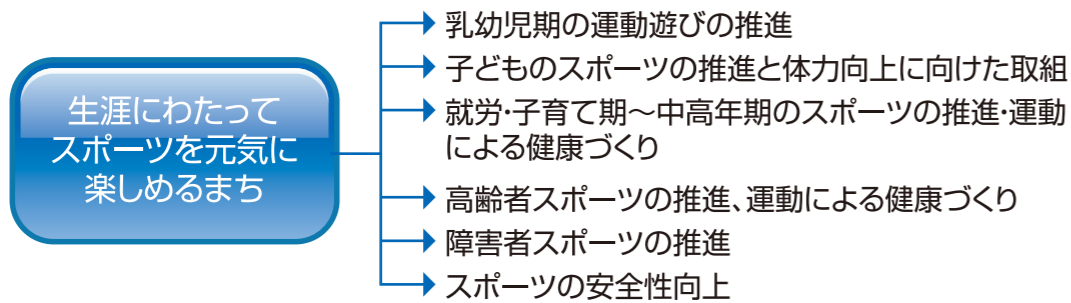 生涯にわたって
スポーツを元気に
楽しめるまち
乳幼児期の運動遊びの推進
子どものスポーツの推進と体力向上に向けた取組
就労・子育て期～中高年期のスポーツの推進・運動
による健康づくり
高齢者スポーツの推進、運動による健康づくり
障害者スポーツの推進
スポーツの安全性向上